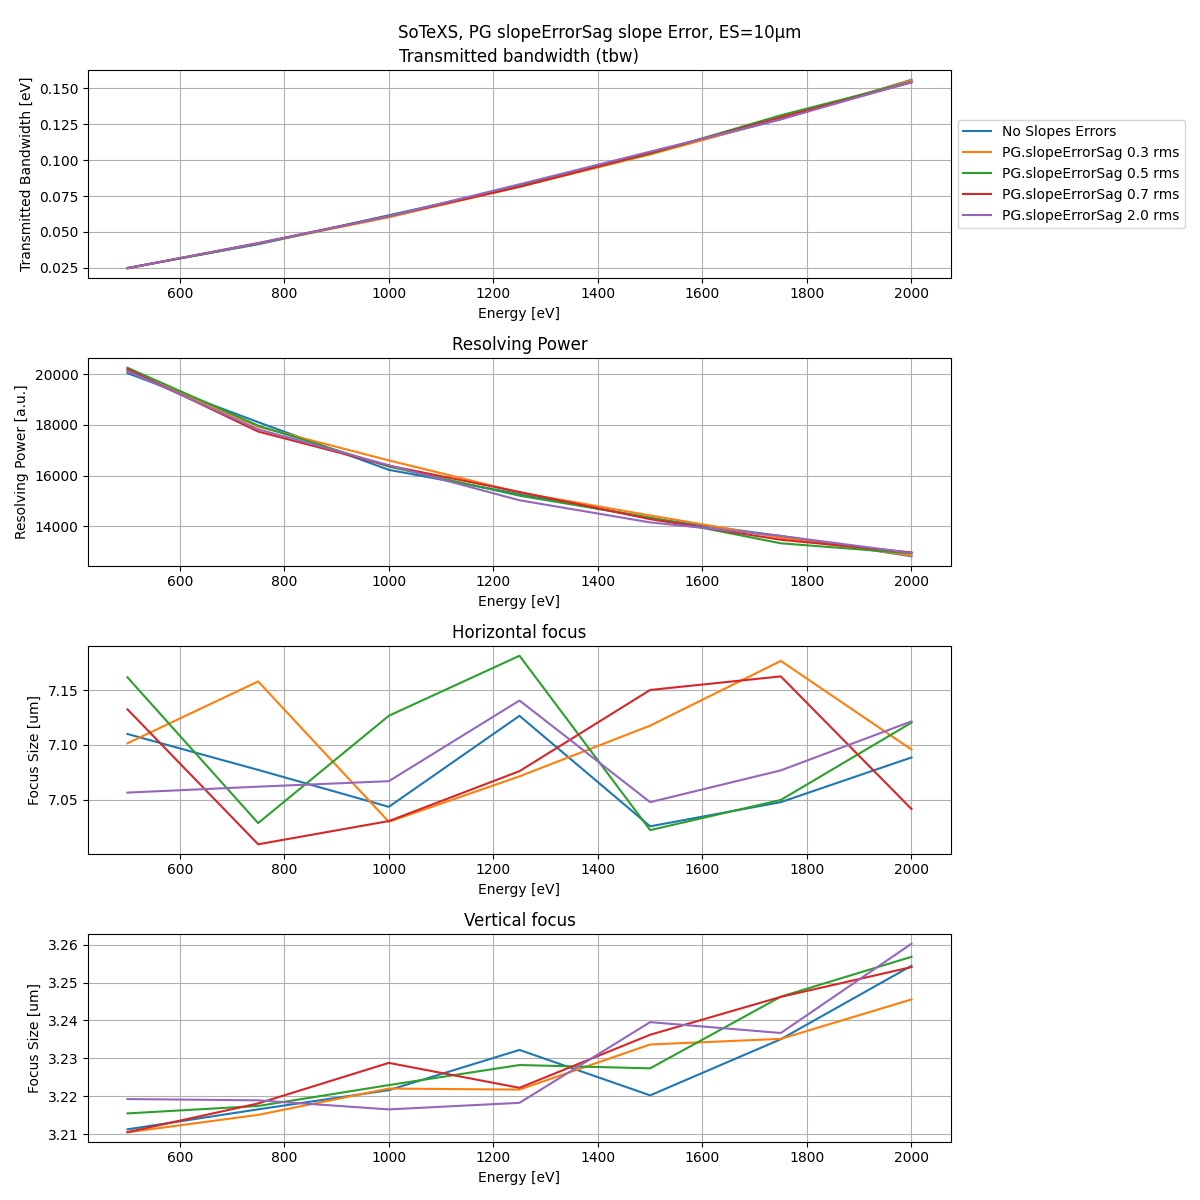 SoTeXS, PG slopeErrorSag slope Error, ES=10µm
Transmitted bandwidth (tbw)
Transmitted Bandwidth [eV]
0.150
0.125
0.100
0.075
0.050
0.025
600 800 1000 1200 1400 1600 1800 2000
Energy [eV]
No Slopes Errors
PG.slopeErrorSag 0.3 rms
PG.slopeErrorSag 0.5 rms
PG.slopeErrorSag 0.7 rms
PG.slopeErrorSag 2.0 rms
Resolving Power
Resolving Power [a.u.]
20000
18000
16000
14000
600 800 1000 1200 1400 1600 1800 2000
Energy [eV]
Horizontal focus
Focus Size [um]
7.15
7.10
7.05
600 800 1000 1200 1400 1600 1800 2000
Energy [eV]
Vertical focus
Focus Size [um]
3.26
3.25
3.24
3.23
3.22
3.21
600 800 1000 1200 1400 1600 1800 2000
Energy [eV]